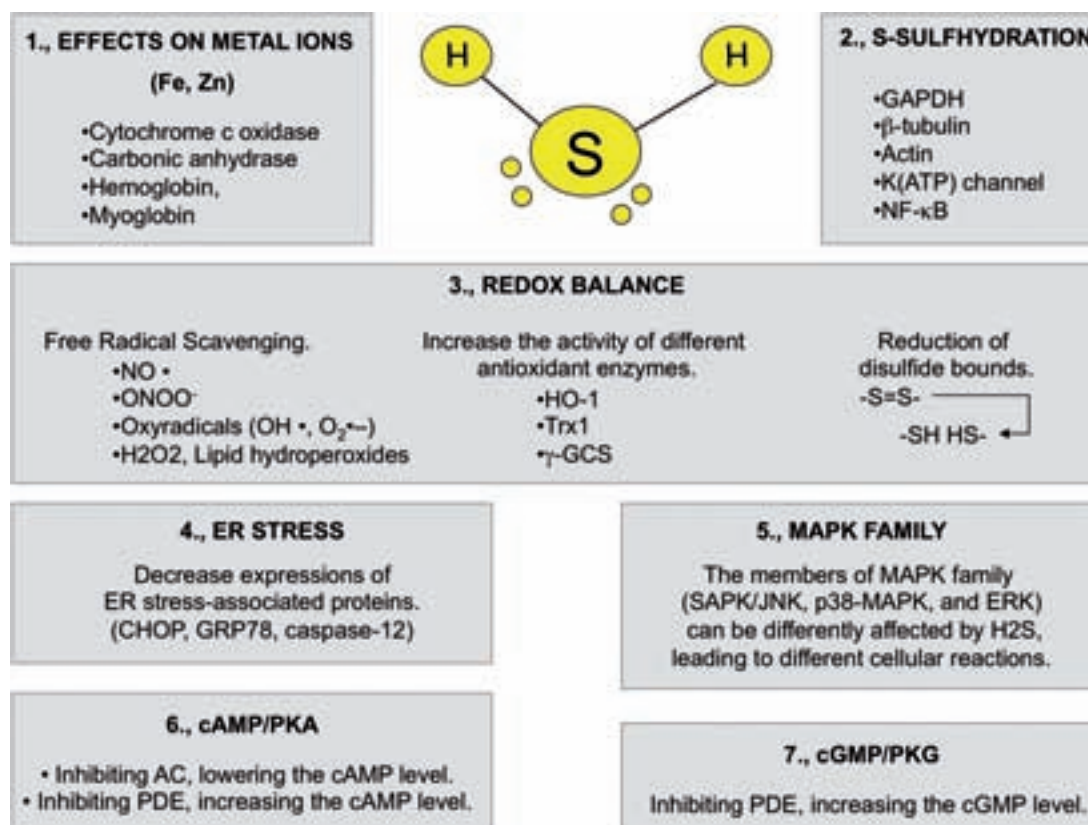 1., EFFECTS ON METAL IONS
(Fe, Zn)
•Cytochrome c oxidase
•Carbonic anhydrase
•Hemoglobin,
•Myoglobin
H
H
S
2., S-SULFHYDRATION
•GAPDH
•β-tubulin
•Actin
•K(ATP) channel
•NF-κB
3., REDOX BALANCE
Free Radical Scavenging.
•NO •
•ONOO-
•Oxyradicals (OH •, O₂•–)
•H2O2, Lipid hydroperoxides
Increase the activity of different
antioxidant enzymes.
•HO-1
•Trx1
•γ-GCS
Reduction of
disulfide bounds.
-S=S-
-SH HS-
4., ER STRESS
Decrease expressions of
ER stress-associated proteins.
(CHOP, GRP78, caspase-12)
5., MAPK FAMILY
The members of MAPK family
(SAPK/JNK, p38-MAPK, and ERK)
can be differently affected by H2S,
leading to different cellular reactions.
6., cAMP/PKA
• Inhibiting AC, lowering the cAMP level.
• Inhibiting PDE, increasing the cAMP level.
7., cGMP/PKG
Inhibiting PDE, increasing the cGMP level.